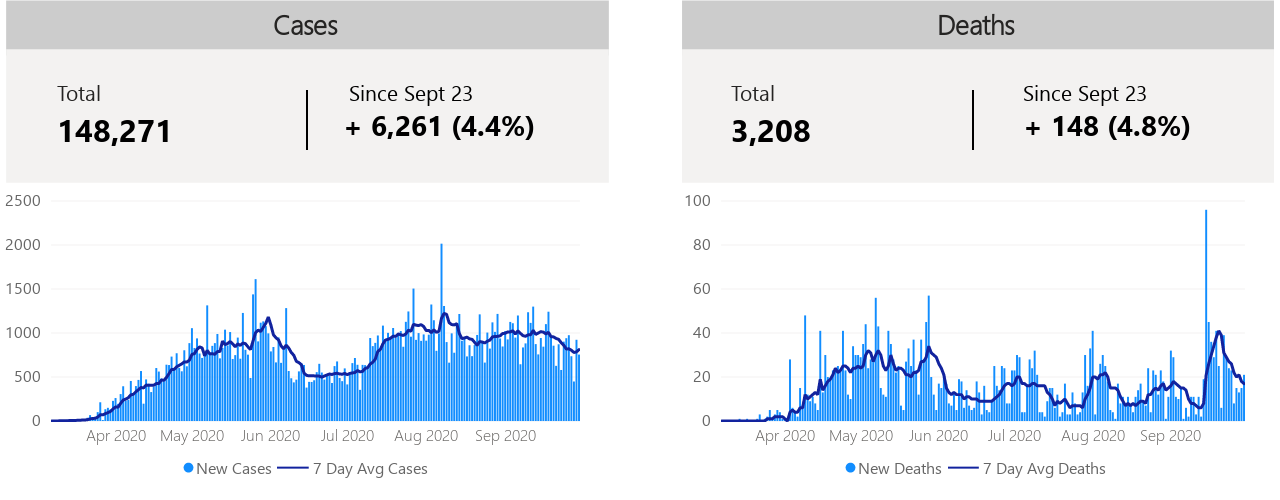 Cases
Total
148,271
Since Sept 23
+ 6,261 (4.4%)
2500
2000
1500
1000
500
0
Apr 2020 May 2020 Jun 2020 Jul 2020 Aug 2020 Sep 2020
New Cases 7 Day Avg Cases
Deaths
Total
3,208
Since Sept 23
+ 148 (4.8%)
100
80
60
40
20
0
Apr 2020 May 2020 Jun 2020 Jul 2020 Aug 2020 Sep 2020
New Deaths 7 Day Avg Deaths